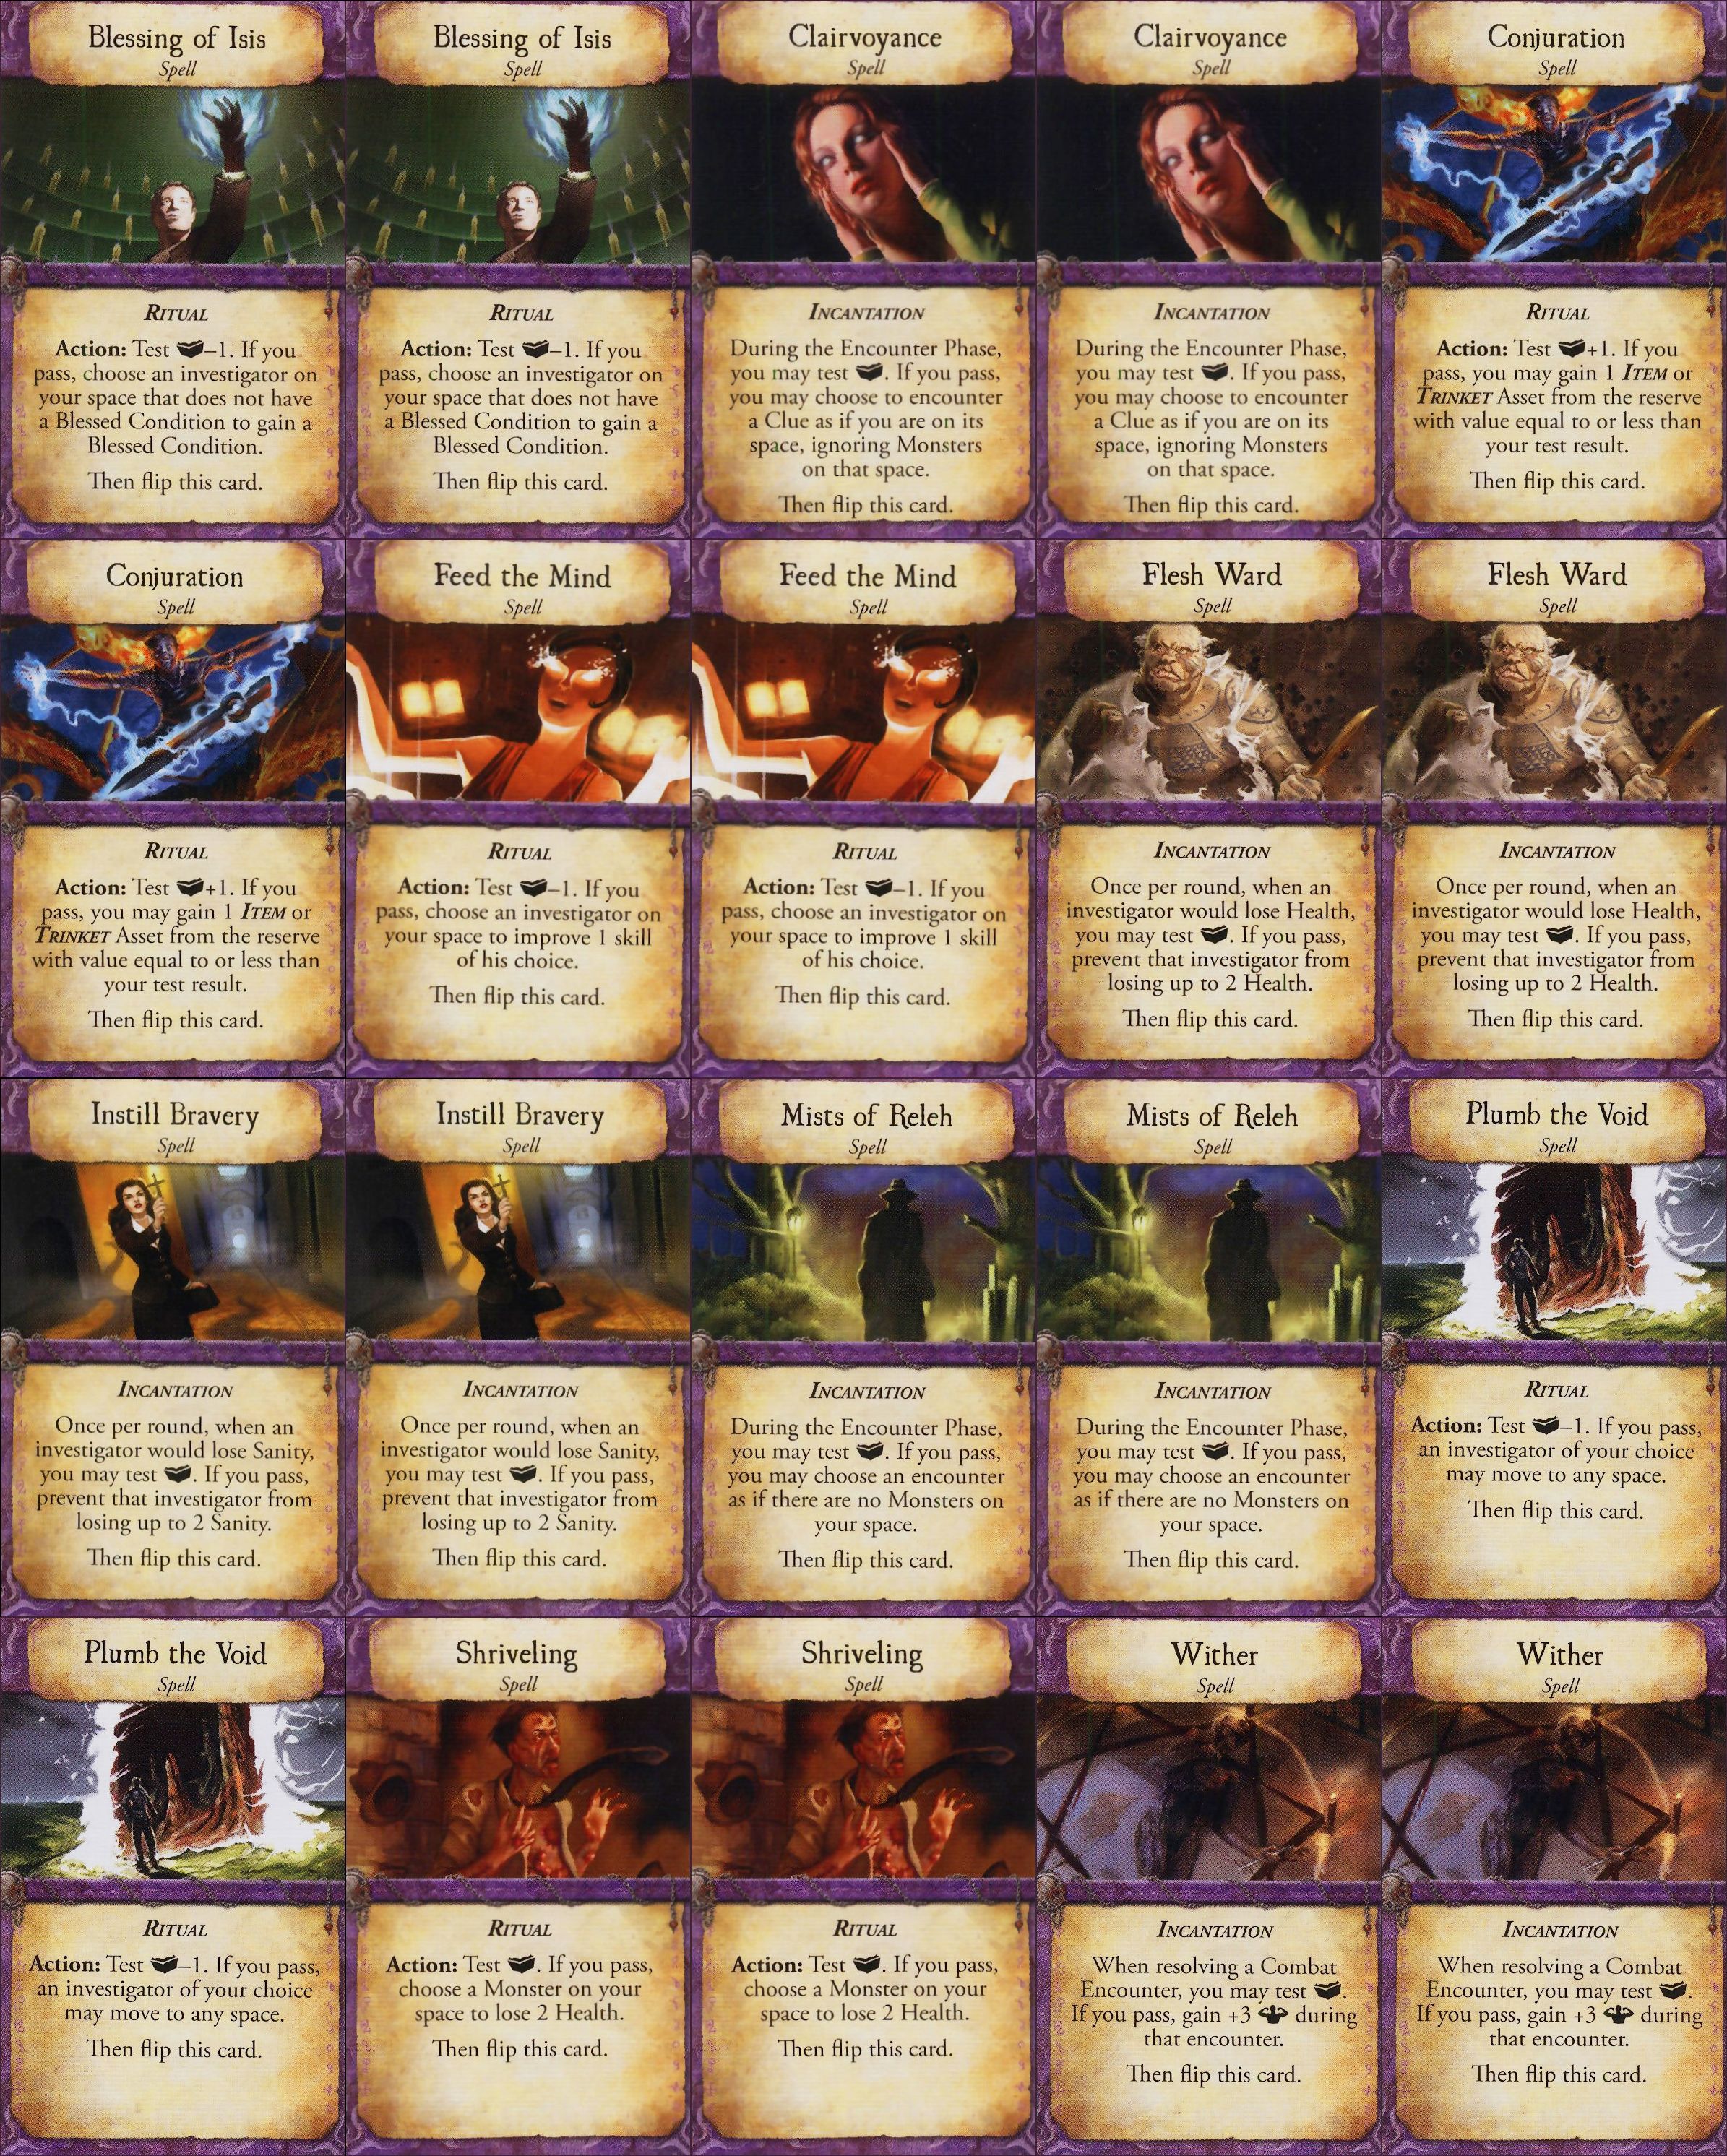 Blessing of Isis
Spell
RITUAL
Action: Test –1. If you
pass, choose an investigator on
your space that does not have
a Blessed Condition to gain a
Blessed Condition.
Then flip this card.
Blessing of Isis
Spell
RITUAL
Action: Test –1. If you
pass, choose an investigator on
your space that does not have
a Blessed Condition to gain a
Blessed Condition.
Then flip this card.
Clairvoyance
Spell
INCANTATION
During the Encounter Phase,
you may test . If you pass,
you may choose to encounter
a Clue as if you are on its
space, ignoring Monsters
on that space.
Then flip this card.
Clairvoyance
Spell
INCANTATION
During the Encounter Phase,
you may test . If you pass,
you may choose to encounter
a Clue as if you are on its
space, ignoring Monsters
on that space.
Then flip this card.
Conjuration
Spell
RITUAL
Action: Test +1. If you
pass, you may gain 1 ITEM or
TRINKET Asset from the reserve
with value equal to or less than
your test result.
Then flip this card.
Conjuration
Spell
RITUAL
Action: Test +1. If you
pass, you may gain 1 ITEM or
TRINKET Asset from the reserve
with value equal to or less than
your test result.
Then flip this card.
Feed the Mind
Spell
RITUAL
Action: Test –1. If you
pass, choose an investigator on
your space to improve 1 skill
of his choice.
Then flip this card.
Feed the Mind
Spell
RITUAL
Action: Test –1. If you
pass, choose an investigator on
your space to improve 1 skill
of his choice.
Then flip this card.
Flesh Ward
Spell
INCANTATION
Once per round, when an
investigator would lose Health,
you may test . If you pass,
prevent that investigator from
losing up to 2 Health.
Then flip this card.
Flesh Ward
Spell
INCANTATION
Once per round, when an
investigator would lose Health,
you may test . If you pass,
prevent that investigator from
losing up to 2 Health.
Then flip this card.
Instill Bravery
Spell
INCANTATION
Once per round, when an
investigator would lose Sanity,
you may test . If you pass,
prevent that investigator from
losing up to 2 Sanity.
Then flip this card.
Instill Bravery
Spell
INCANTATION
Once per round, when an
investigator would lose Sanity,
you may test . If you pass,
prevent that investigator from
losing up to 2 Sanity.
Then flip this card.
Mists of Releh
Spell
INCANTATION
During the Encounter Phase,
you may test . If you pass,
you may choose an encounter
as if there are no Monsters on
your space.
Then flip this card.
Mists of Releh
Spell
INCANTATION
During the Encounter Phase,
you may test . If you pass,
you may choose an encounter
as if there are no Monsters on
your space.
Then flip this card.
Plumb the Void
Spell
RITUAL
Action: Test –1. If you pass,
an investigator of your choice
may move to any space.
Then flip this card.
Plumb the Void
Spell
RITUAL
Action: Test –1. If you pass,
an investigator of your choice
may move to any space.
Then flip this card.
Shriveling
Spell
RITUAL
Action: Test . If you pass,
choose a Monster on your
space to lose 2 Health.
Then flip this card.
Shriveling
Spell
RITUAL
Action: Test . If you pass,
choose a Monster on your
space to lose 2 Health.
Then flip this card.
Wither
Spell
INCANTATION
When resolving a Combat
Encounter, you may test .
If you pass, gain +3 during
that encounter.
Then flip this card.
Wither
Spell
INCANTATION
When resolving a Combat
Encounter, you may test .
If you pass, gain +3 during
that encounter.
Then flip this card.